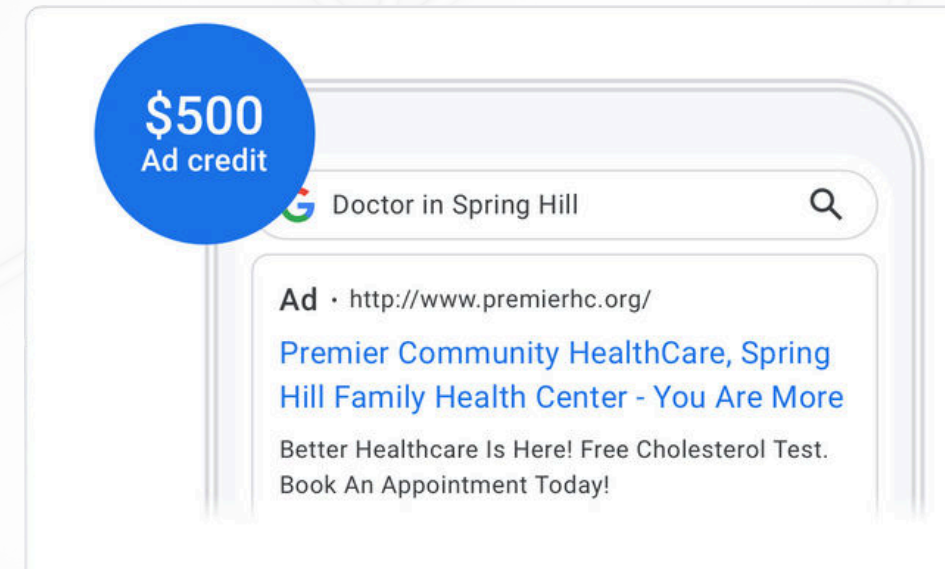 $500
Ad credit
Doctor in Spring Hill
Ad · http://www.premierhc.org/
Premier Community HealthCare, Spring
Hill Family Health Center - You Are More
Better Healthcare Is Here! Free Cholesterol Test.
Book An Appointment Today!